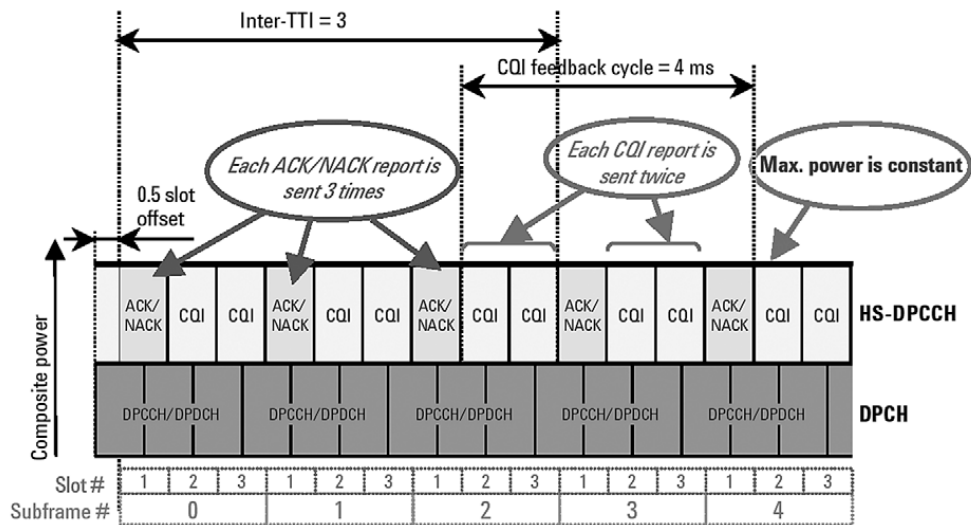 Inter-TTI = 3
CQI feedback cycle = 4 ms
Each ACK/NACK report is
sent 3 times
Each CQI report is
sent twice
Max. power is constant
0.5 slot
offset
Composite power
ACK/
NACK
CQI
CQI
ACK/
NACK
CQI
CQI
ACK/
NACK
CQI
CQI
ACK/
NACK
CQI
CQI
ACK/
NACK
CQI
CQI
HS-DPCCH
DPCCH/DPDCH
DPCCH/DPDCH
DPCCH/DPDCH
DPCCH/DPDCH
DPCCH/DPDCH
DPCH
Slot # 1 2 3 1 2 3 1 2 3 1 2 3 1 2 3
Subframe # 0 1 2 3 4